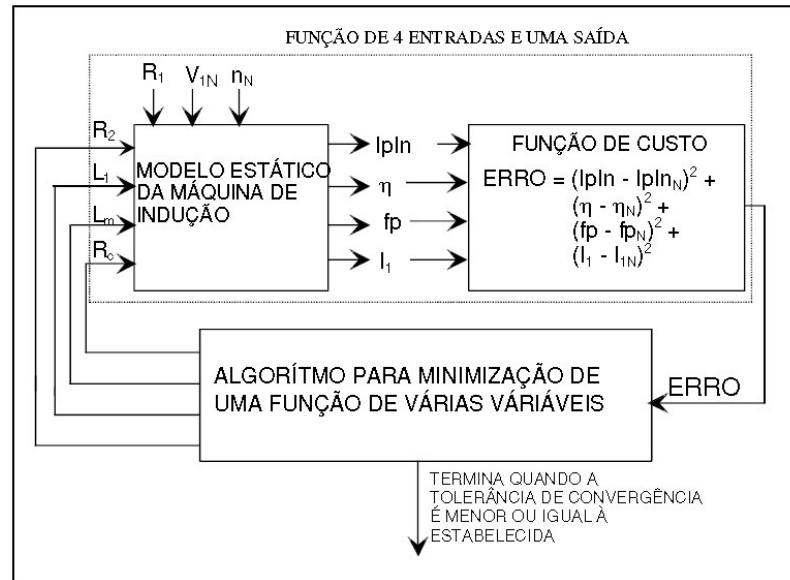 FUNÇÃO DE 4 ENTRADAS E UMA SAÍDA
R1 V1N nN
R2
L1
Lm
Rc
MODELO ESTÁTICO
DA MÁQUINA DE
INDUÇÃO
IpIn
η
fp
I1
FUNÇÃO DE CUSTO
ERRO = (IpIn - IpInN)2 +
(η - ηN)2 +
(fp - fpN)2 +
(I1 - I1N)2
ALGORÍTMO PARA MINIMIZAÇÃO DE
UMA FUNÇÃO DE VÁRIAS VÁRIÁVEIS
ERRO
TERMINA QUANDO A
TOLERÂNCIA DE CONVERGÊNCIA
É MENOR OU IGUAL À
ESTABELECIDA